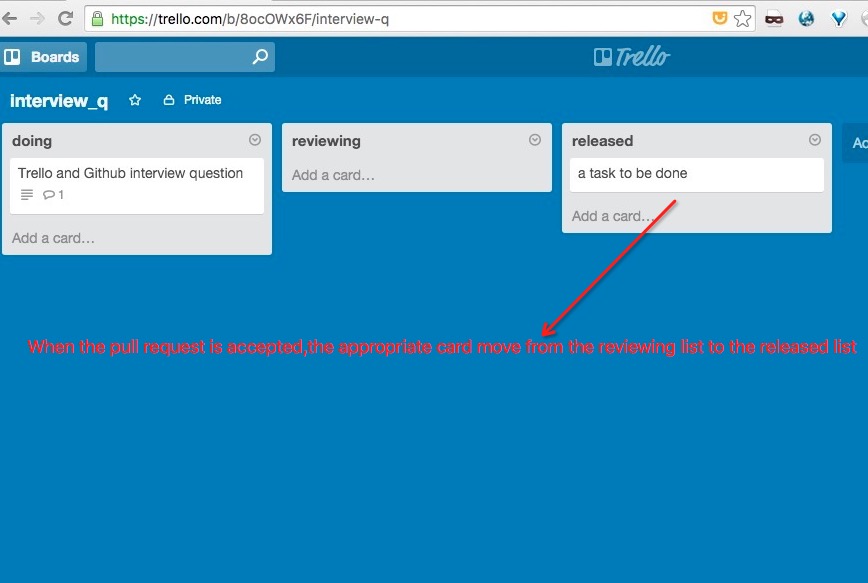 https://trello.com/b/8ocOWx6F/interview-q
Boards
Trello
interview_q Private
doing
Trello and Github interview question
1
Add a card...
reviewing
Add a card...
released
a task to be done
Add a card...
Ac
When the pull request is accepted,the appropriate card move from the reviewing list to the released list